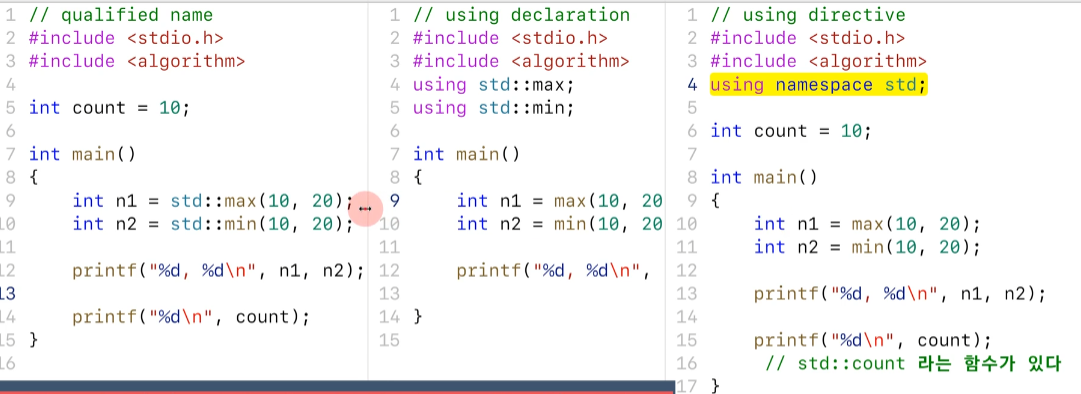 1 // qualified name
2 #include <stdio.h>
3 #include <algorithm>
4
5 int count = 10;
6
7 int main()
8 {
9 int n1 = std::max(10, 20);
10 int n2 = std::min(10, 20);
11
12 printf("%d, %d\n", n1, n2);
13
14 printf("%d\n", count);
15 }
16
1 // using declaration
2 #include <stdio.h>
3 #include <algorithm>
4 using std::max;
5 using std::min;
6
7 int main()
8 {
9 int n1 = max(10, 20
10 int n2 = min(10, 20
11
12 printf("%d, %d\n",
13
14 }
15
1 // using directive
2 #include <stdio.h>
3 #include <algorithm>
4 using namespace std;
5
6 int count = 10;
7
8 int main()
9 {
10 int n1 = max(10, 20);
11 int n2 = min(10, 20);
12
13 printf("%d, %d\n", n1, n2);
14
15 printf("%d\n", count);
16 // std::count 라는 함수가 있다
17 }